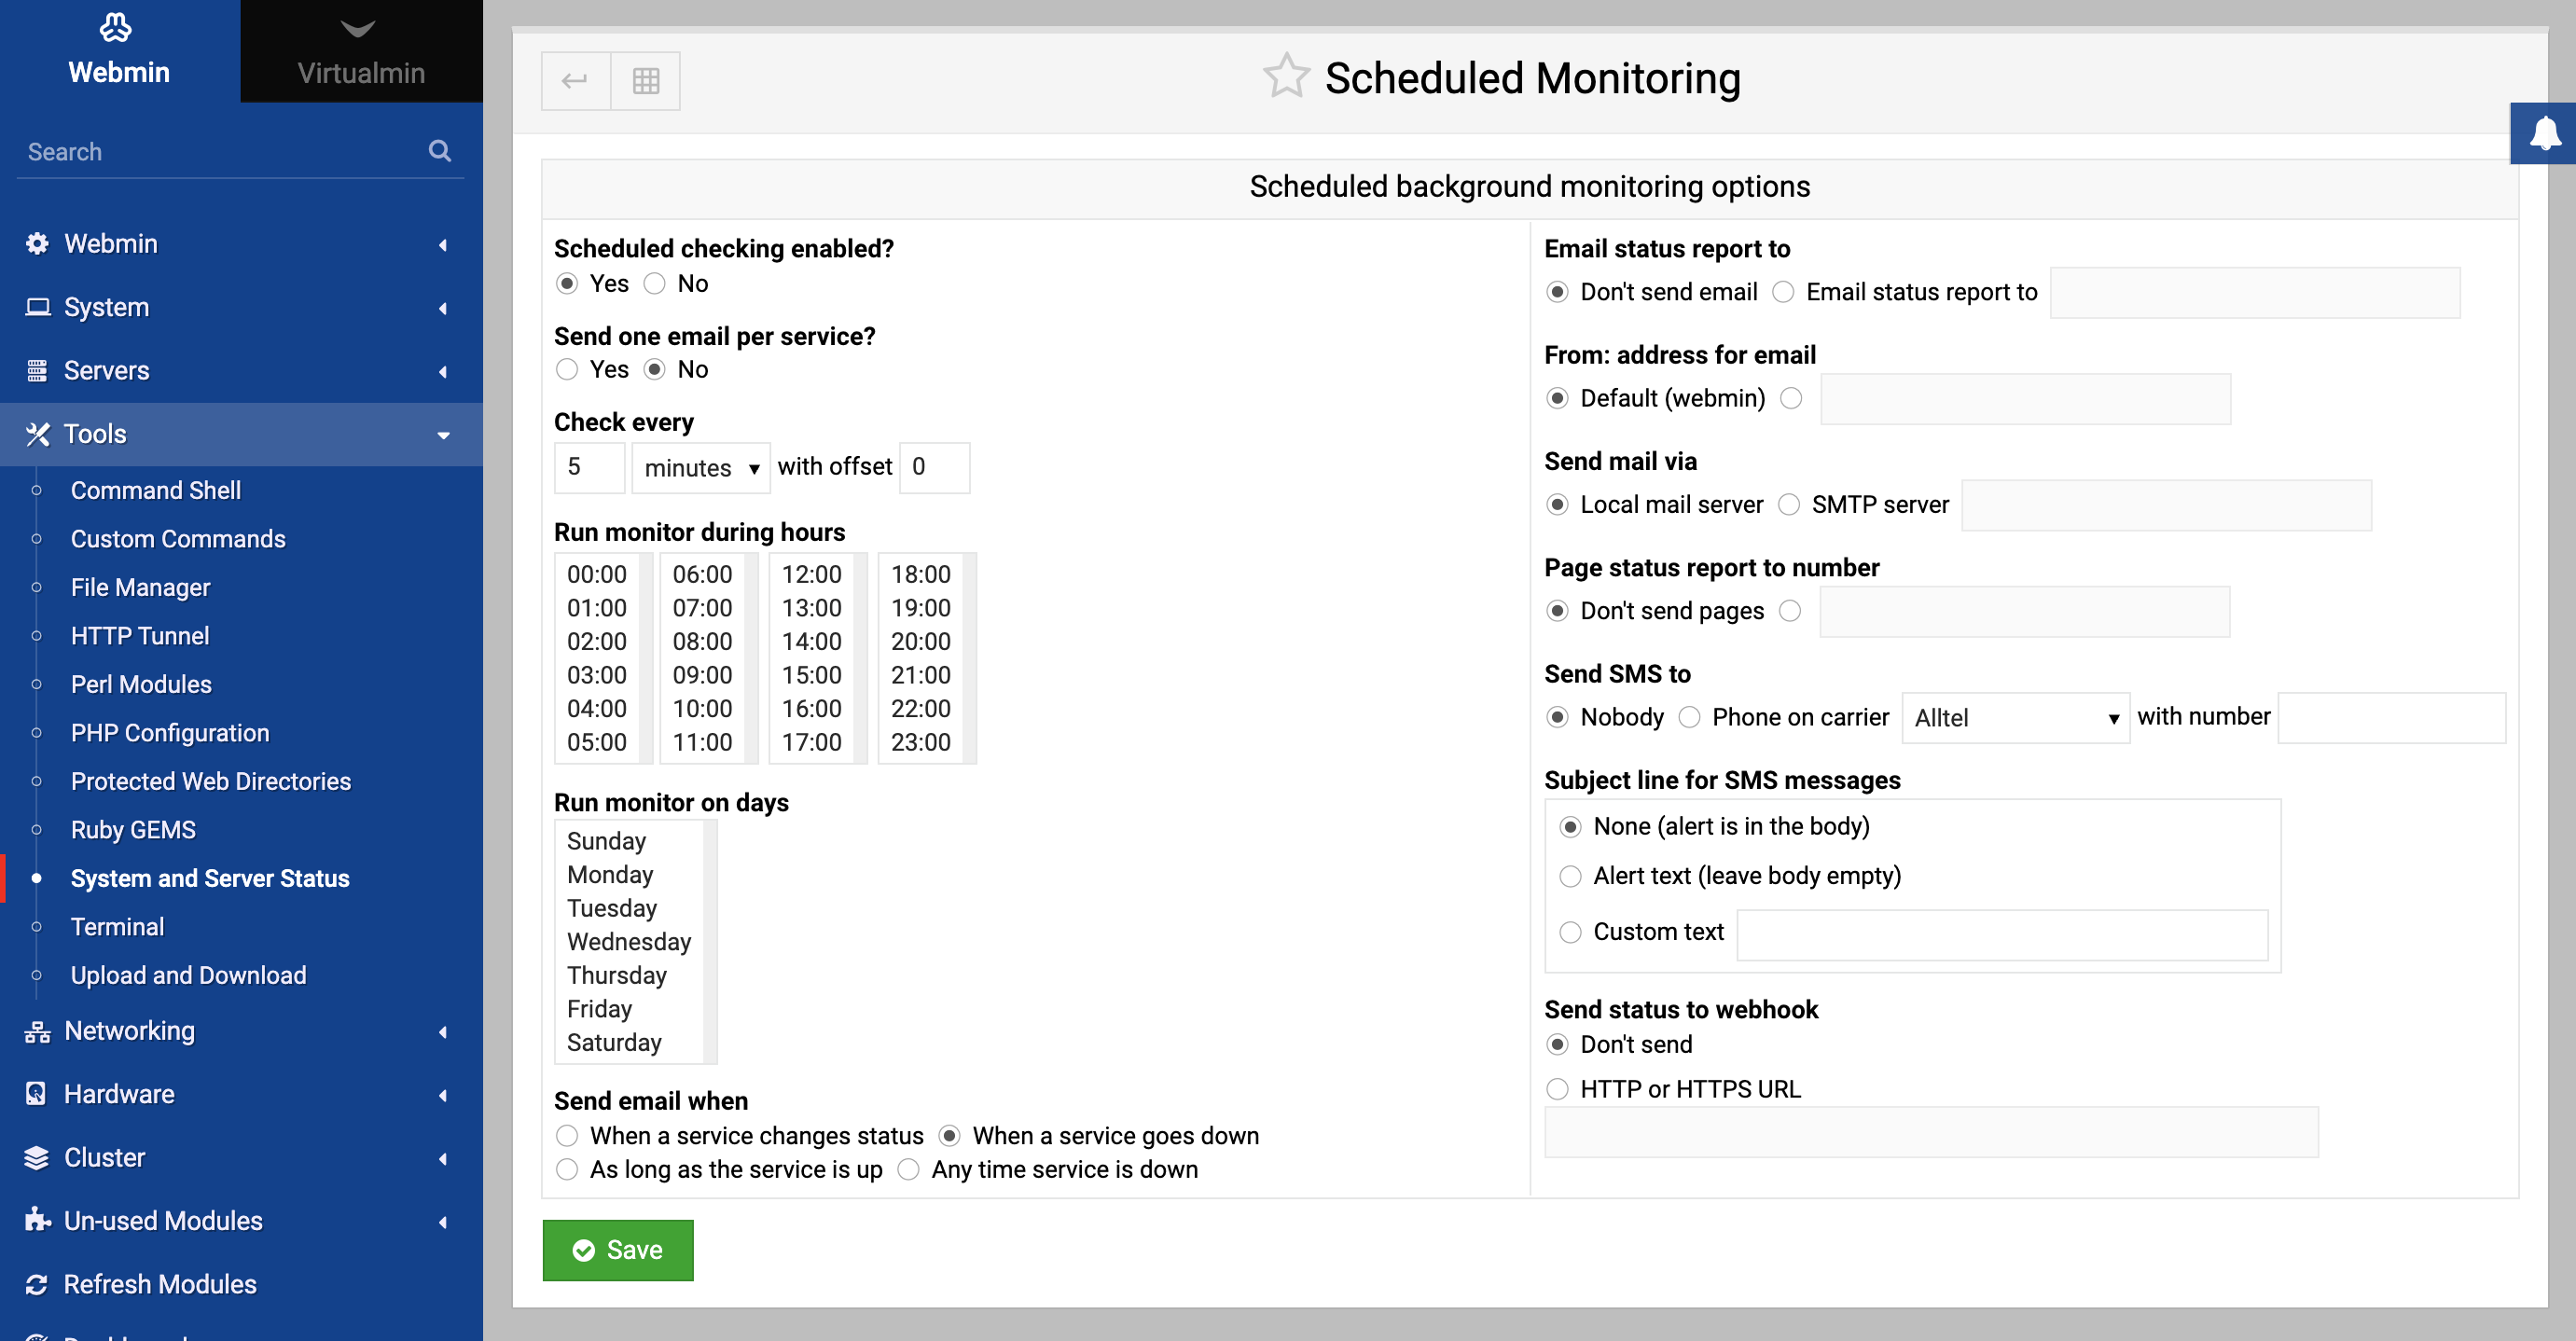 Webmin
Virtualmin
Search
Webmin
System
Servers
Tools
Command Shell
Custom Commands
File Manager
HTTP Tunnel
Perl Modules
PHP Configuration
Protected Web Directories
Ruby GEMS
System and Server Status
Terminal
Upload and Download
Networking
Hardware
Cluster
Un-used Modules
Refresh Modules
Scheduled Monitoring
Scheduled background monitoring options
Scheduled checking enabled?
Yes No
Send one email per service?
Yes No
Check every
5 minutes with offset 0
Run monitor during hours
00:00 06:00 12:00 18:00
01:00 07:00 13:00 19:00
02:00 08:00 14:00 20:00
03:00 09:00 15:00 21:00
04:00 10:00 16:00 22:00
05:00 11:00 17:00 23:00
Run monitor on days
Sunday
Monday
Tuesday
Wednesday
Thursday
Friday
Saturday
Send email when
When a service changes status When a service goes down
As long as the service is up Any time service is down
Email status report to
Don't send email Email status report to
From: address for email
Default (webmin)
Send mail via
Local mail server SMTP server
Page status report to number
Don't send pages
Send SMS to
Nobody Phone on carrier Alltel with number
Subject line for SMS messages
None (alert is in the body)
Alert text (leave body empty)
Custom text
Send status to webhook
Don't send
HTTP or HTTPS URL
Save